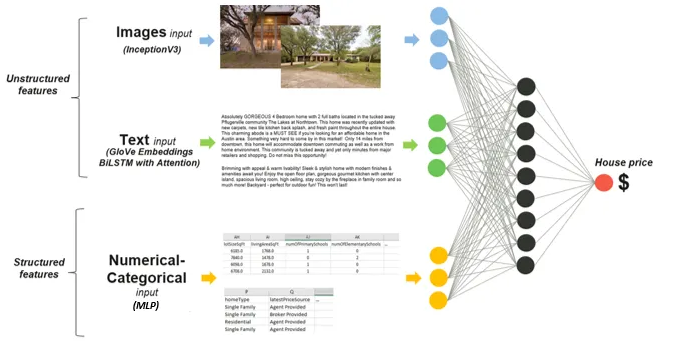 Images input
(InceptionV3)
Unstructured
features
Text input
(GloVe Embeddings
BiLSTM with Attention)
Absolutely GORGEOUS 4 Bedroom home with 2 full baths located in the tucked away
Pflugerville community The Lakes at Northtown. This home was recently updated with
new carpets, new tile kitchen back splash, and fresh paint throughout the entire house.
This charming abode is a MUST SEE if you're looking for an affordable home in the
Austin area. Something very hard to come by in this market! Only 14 miles from
downtown, this home will accommodate downtown commuting as well as a work from
home environment. This community is tucked away and yet only minutes from major
retailers and shopping. Do not miss this opportunity!
Brimming with appeal & warm livability! Sleek & stylish home with modern finishes &
amenities await you! Enjoy the open floor plan, gorgeous gourmet kitchen with center
island, spacious living room, high ceiling, stay cozy by the fireplace in family room and so
much more! Backyard - perfect for outdoor fun! This won't last!
House price
$
Structured
features
Numerical-
Categorical
input
(MLP)
AH AI AJ AK
lotSizeSqFt livingAreaSqFt numOfPrimarySchools numOfElementarySchools ...
6185.0 1768.0 1 0
7840.0 1478.0 0 2
6098.0 1678.0 1 0
6708.0 2132.0 1 0
P Q
homeType latestPriceSource ...
Single Family Agent Provided
Single Family Broker Provided
Residential Agent Provided
Single Family Agent Provided